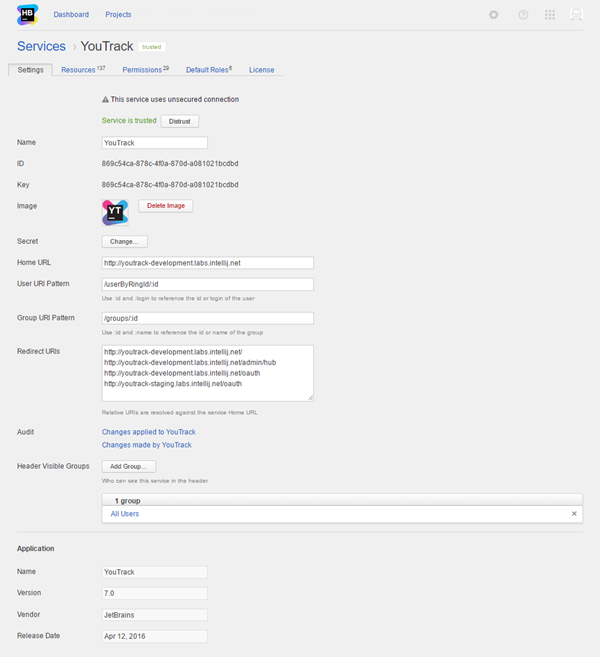 HB
Dashboard Projects
Services › YouTrack trusted
Settings Resources 137 Permissions 29 Default Roles 6 License
This service uses unsecured connection
Service is trusted Distrust
Name YouTrack
ID 869c54ca-878c-4f0a-870d-a081021bcdbd
Key 869c54ca-878c-4f0a-870d-a081021bcdbd
Image YT Delete Image
Secret Change...
Home URL http://youtrack-development.labs.intellij.net
User URI Pattern /userByRingId/:id
Use :id and :login to reference the id or login of the user
Group URI Pattern /groups/:id
Use :id and :name to reference the id or name of the group
Redirect URIs http://youtrack-development.labs.intellij.net/
http://youtrack-development.labs.intellij.net/admin/hub
http://youtrack-development.labs.intellij.net/oauth
http://youtrack-staging.labs.intellij.net/oauth
Relative URIs are resolved against the service Home URL
Audit Changes applied to YouTrack
Changes made by YouTrack
Header Visible Groups Add Group...
Who can see this service in the header
1 group
All Users ×
Application
Name YouTrack
Version 7.0
Vendor JetBrains
Release Date Apr 12, 2016